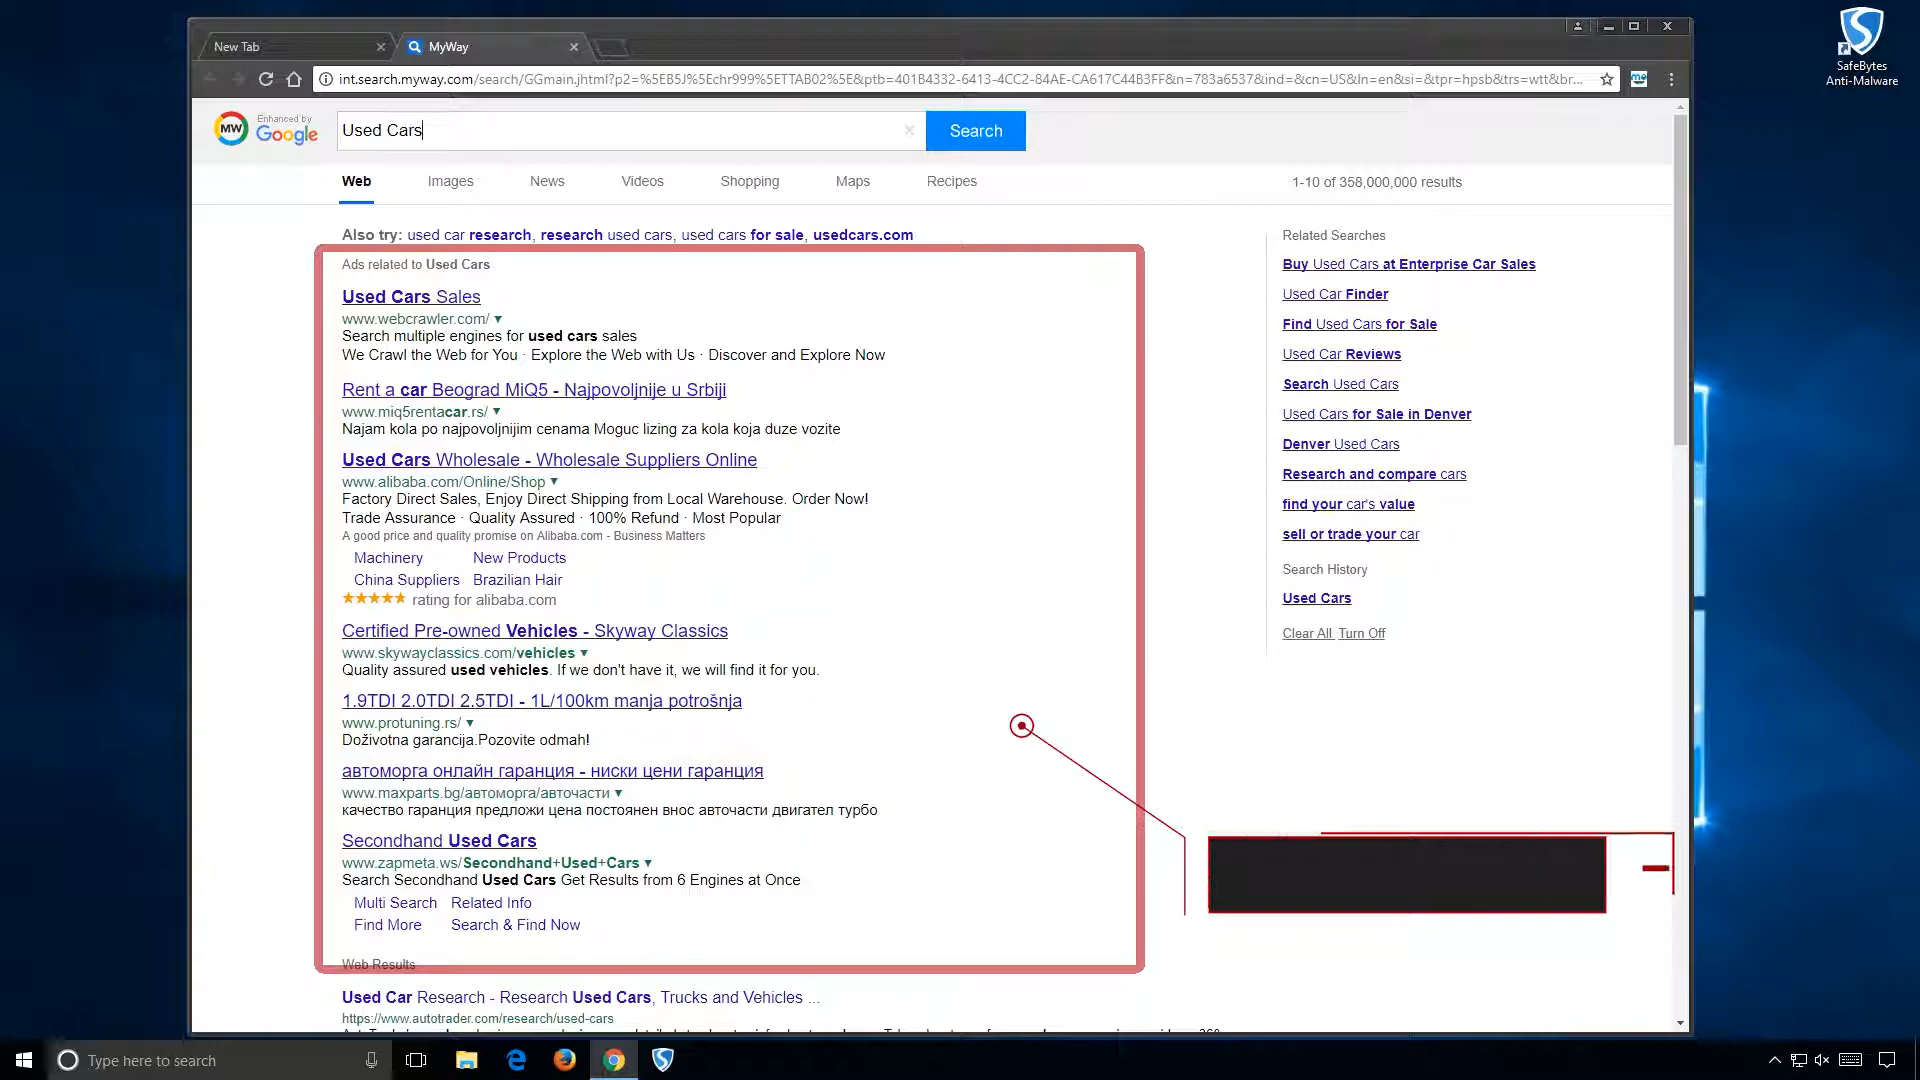 New Tab
MyWay
SafeBytes
Anti-Malware
int.search.myway.com/search/GGmain.jhtml?p2=%5EB5J%5Echr999%5ETTAB02%5E&ptb=401B4332-6413-4CC2-84AE-CA617C44B3FF&n=783a6537&ind=&cn=US&ln=en&si=&tpr=hpsb&trs=wtt&br...
me
MW
Enhanced by
Google
Used Cars
Search
Web Images News Videos Shopping Maps Recipes
1-10 of 358,000,000 results
Also try: used car research, research used cars, used cars for sale, usedcars.com
Ads related to Used Cars
Used Cars Sales
www.webcrawler.com/
Search multiple engines for used cars sales
We Crawl the Web for You · Explore the Web with Us · Discover and Explore Now
Rent a car Beograd MiQ5 - Najpovoljnije u Srbiji
www.miq5rentacar.rs/
Najam kola po najpovoljnijim cenama Moguc lizing za kola koja duze vozite
Used Cars Wholesale - Wholesale Suppliers Online
www.alibaba.com/Online/Shop
Factory Direct Sales, Enjoy Direct Shipping from Local Warehouse. Order Now!
Trade Assurance · Quality Assured · 100% Refund · Most Popular
A good price and quality promise on Alibaba.com - Business Matters
Machinery New Products
China Suppliers Brazilian Hair
rating for alibaba.com
Certified Pre-owned Vehicles - Skyway Classics
www.skywayclassics.com/vehicles
Quality assured used vehicles. If we don't have it, we will find it for you.
1.9TDI 2.0TDI 2.5TDI - 1L/100km manja potrošnja
www.protuning.rs/
Doživotna garancija.Pozovite odmah!
автоморга онлайн гаранция - ниски цени гаранция
www.maxparts.bg/автоморга/авточасти
качество гаранция предложи цена постоянен внос авточасти двигател турбо
Secondhand Used Cars
www.zapmeta.ws/Secondhand+Used+Cars
Search Secondhand Used Cars Get Results from 6 Engines at Once
Multi Search Related Info
Find More Search & Find Now
Web Results
Used Car Research - Research Used Cars, Trucks and Vehicles ...
https://www.autotrader.com/research/used-cars
Related Searches
Buy Used Cars at Enterprise Car Sales
Used Car Finder
Find Used Cars for Sale
Used Car Reviews
Search Used Cars
Used Cars for Sale in Denver
Denver Used Cars
Research and compare cars
find your car's value
sell or trade your car
Search History
Used Cars
Clear All Turn Off
Type here to search